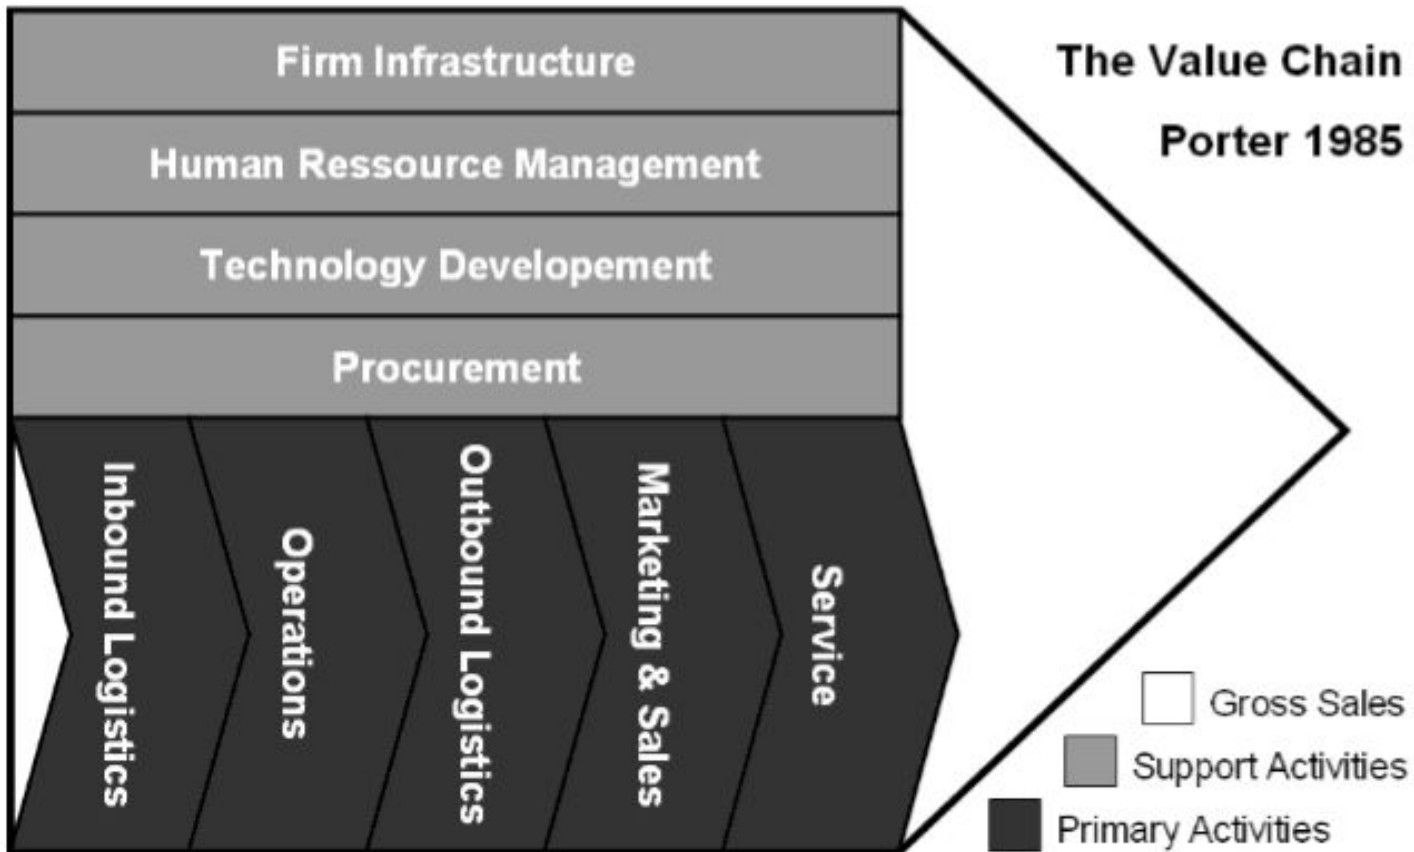 The Value Chain
Porter 1985
Firm Infrastructure
Human Ressource Management
Technology Developement
Procurement
Inbound Logistics
Operations
Outbound Logistics
Marketing & Sales
Service
Gross Sales
Support Activities
Primary Activities